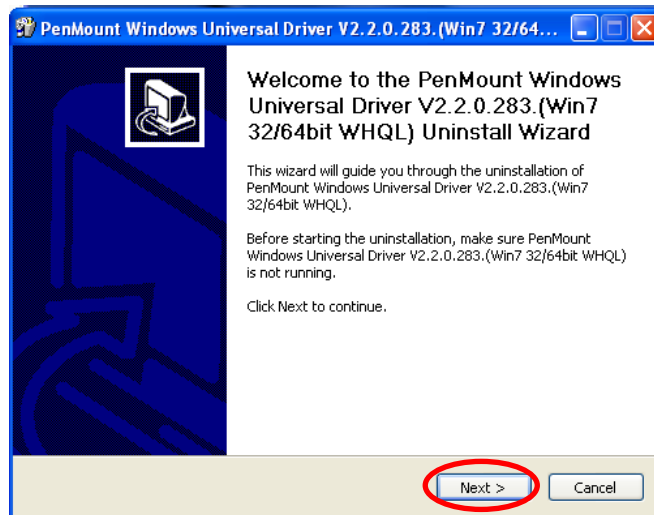 PenMount Windows Universal Driver V2.2.0.283.(Win7 32/64...
Welcome to the PenMount Windows
Universal Driver V2.2.0.283.(Win7
32/64bit WHQL) Uninstall Wizard
This wizard will guide you through the uninstallation of
PenMount Windows Universal Driver V2.2.0.283.(Win7
32/64bit WHQL).
Before starting the uninstallation, make sure PenMount
Windows Universal Driver V2.2.0.283.(Win7 32/64bit WHQL)
is not running.
Click Next to continue.
Next > Cancel